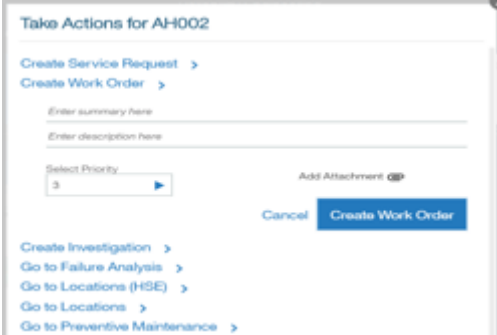 Take Actions for AH002
Create Service Request >
Create Work Order >
Enter summary here
Enter description here
Select Priority
3
Add Attachment
Cancel Create Work Order
Create Investigation >
Go to Failure Analysis >
Go to Locations (HSE) >
Go to Locations >
Go to Preventive Maintenance >